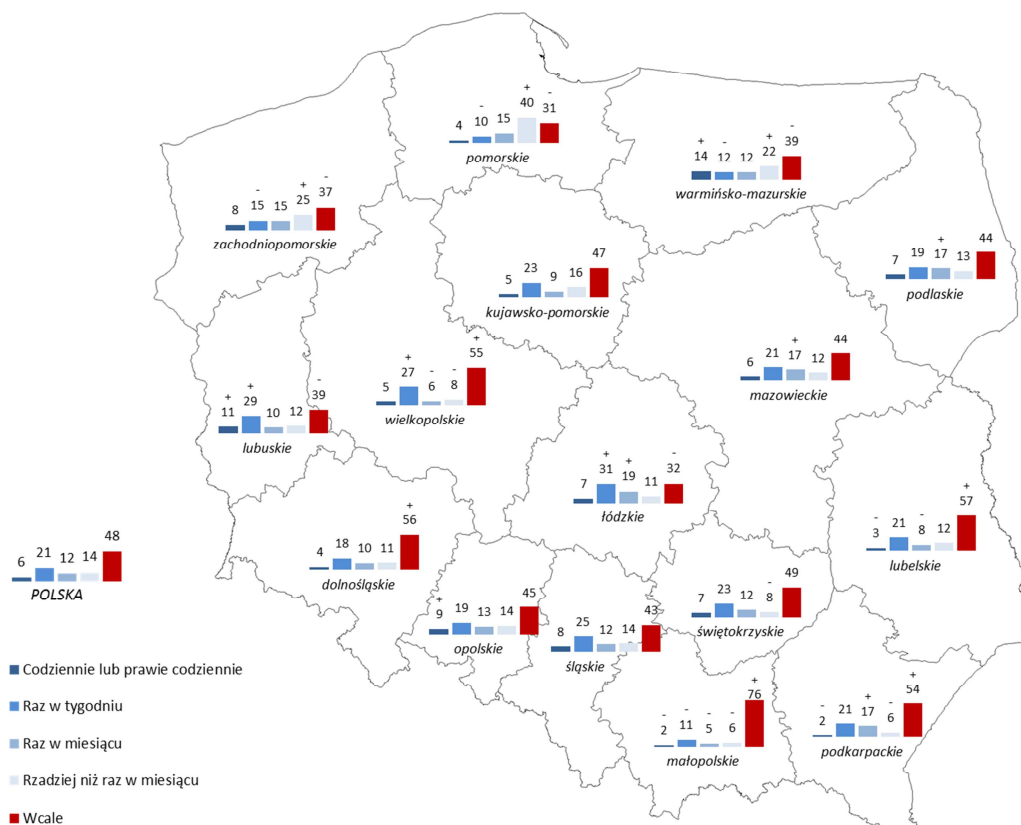 +
- 40 -
4 10 15 31
pomorskie
+ + -
14 - - 22 39
12 12
warmińsko-mazurskie
-
- + 37
8 15 15 25
zachodniopomorskie
47
5 23 9 16
kujawsko-pomorskie
+ 44
7 19 17 13
podlaskie
+
+ 55
5 27 - -
6 8
wielkopolskie
+ 44
6 21 17 12
mazowieckie
+ -
+ 29 39
11 10 12
lubuskie
+ + -
7 31 19 11 32
łódzkie
+
57
- 21 - 12
3 8
lubelskie
+
56
4 18 10 11
dolnośląskie
48
6 21 12 14
POLSKA
+ 45
9 19 13 14
opolskie
43
8 25 12 14
śląskie
49
7 23 12 -
8
świętokrzyskie
+
76
- - - -
2 11 5 6
małopolskie
+
+ 54
- 21 17 -
2 6
podkarpackie
Codziennie lub prawie codziennie
Raz w tygodniu
Raz w miesiącu
Rzadziej niż raz w miesiącu
Wcale